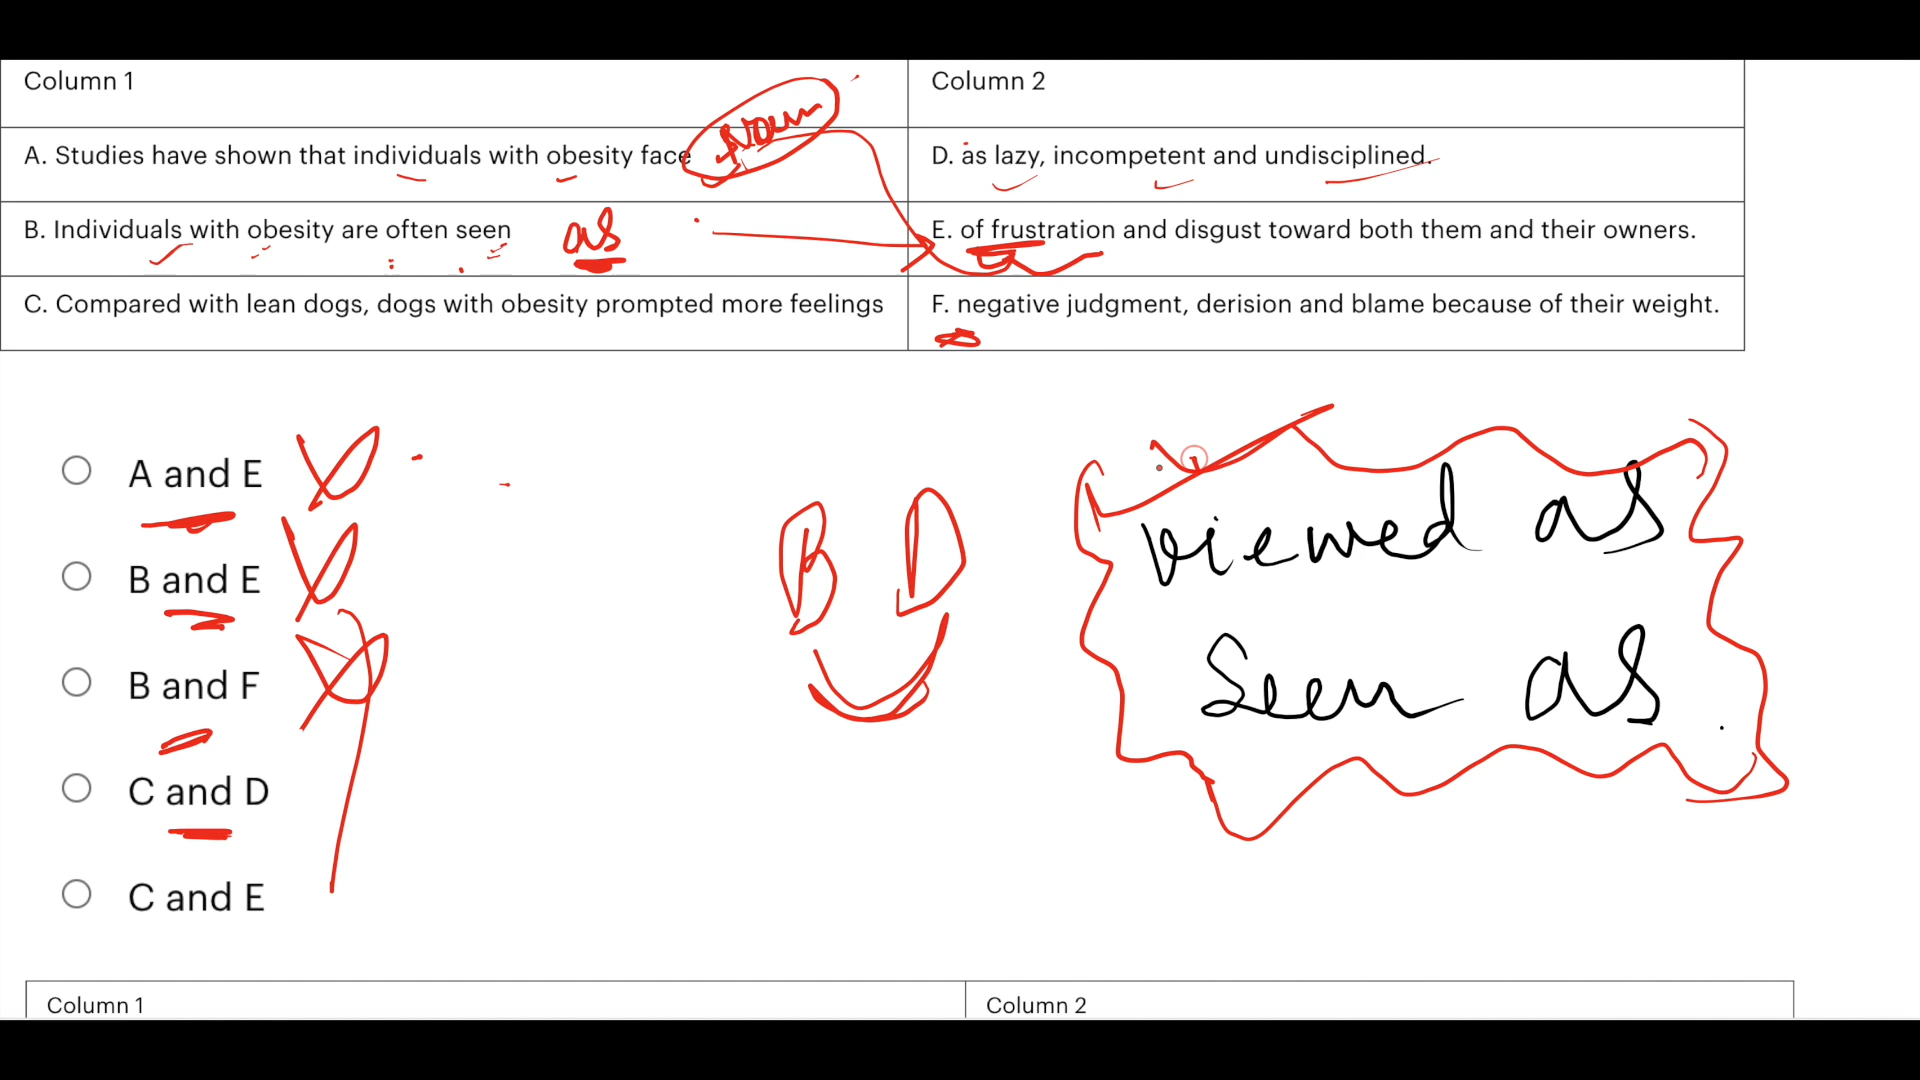 Column 1
Column 2
Noun
A. Studies have shown that individuals with obesity face
D. as lazy, incompetent and undisciplined.
B. Individuals with obesity are often seen as
E. of frustration and disgust toward both them and their owners.
C. Compared with lean dogs, dogs with obesity prompted more feelings
F. negative judgment, derision and blame because of their weight.
A and E
B and E
B and F
C and D
C and E
B D
viewed as
Seen as
Column 1
Column 2